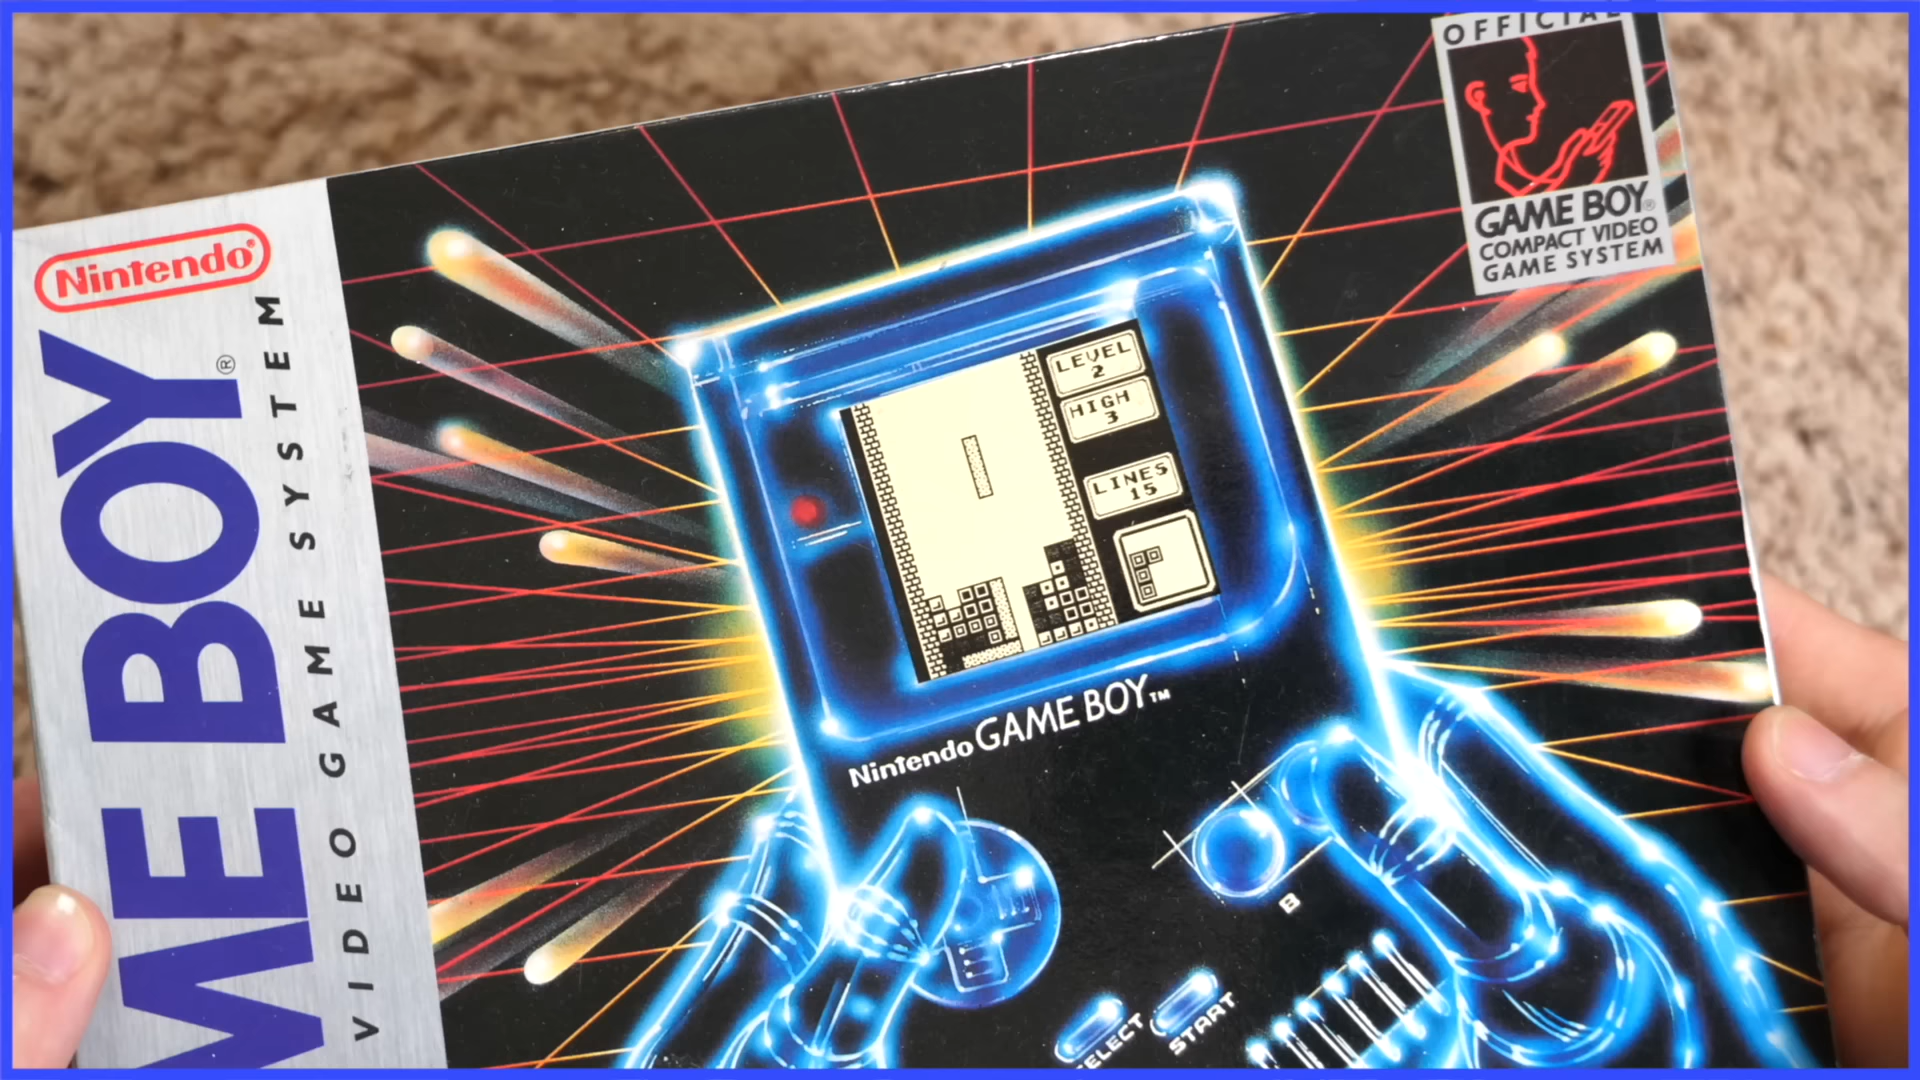 Nintendo®
ME BOY®
VIDEO GAME SYSTEM
OFFICIAL
GAME BOY®
COMPACT VIDEO
GAME SYSTEM
LEVEL
2
HIGH
3
LINES
15
Nintendo GAME BOY™
B
SELECT
START